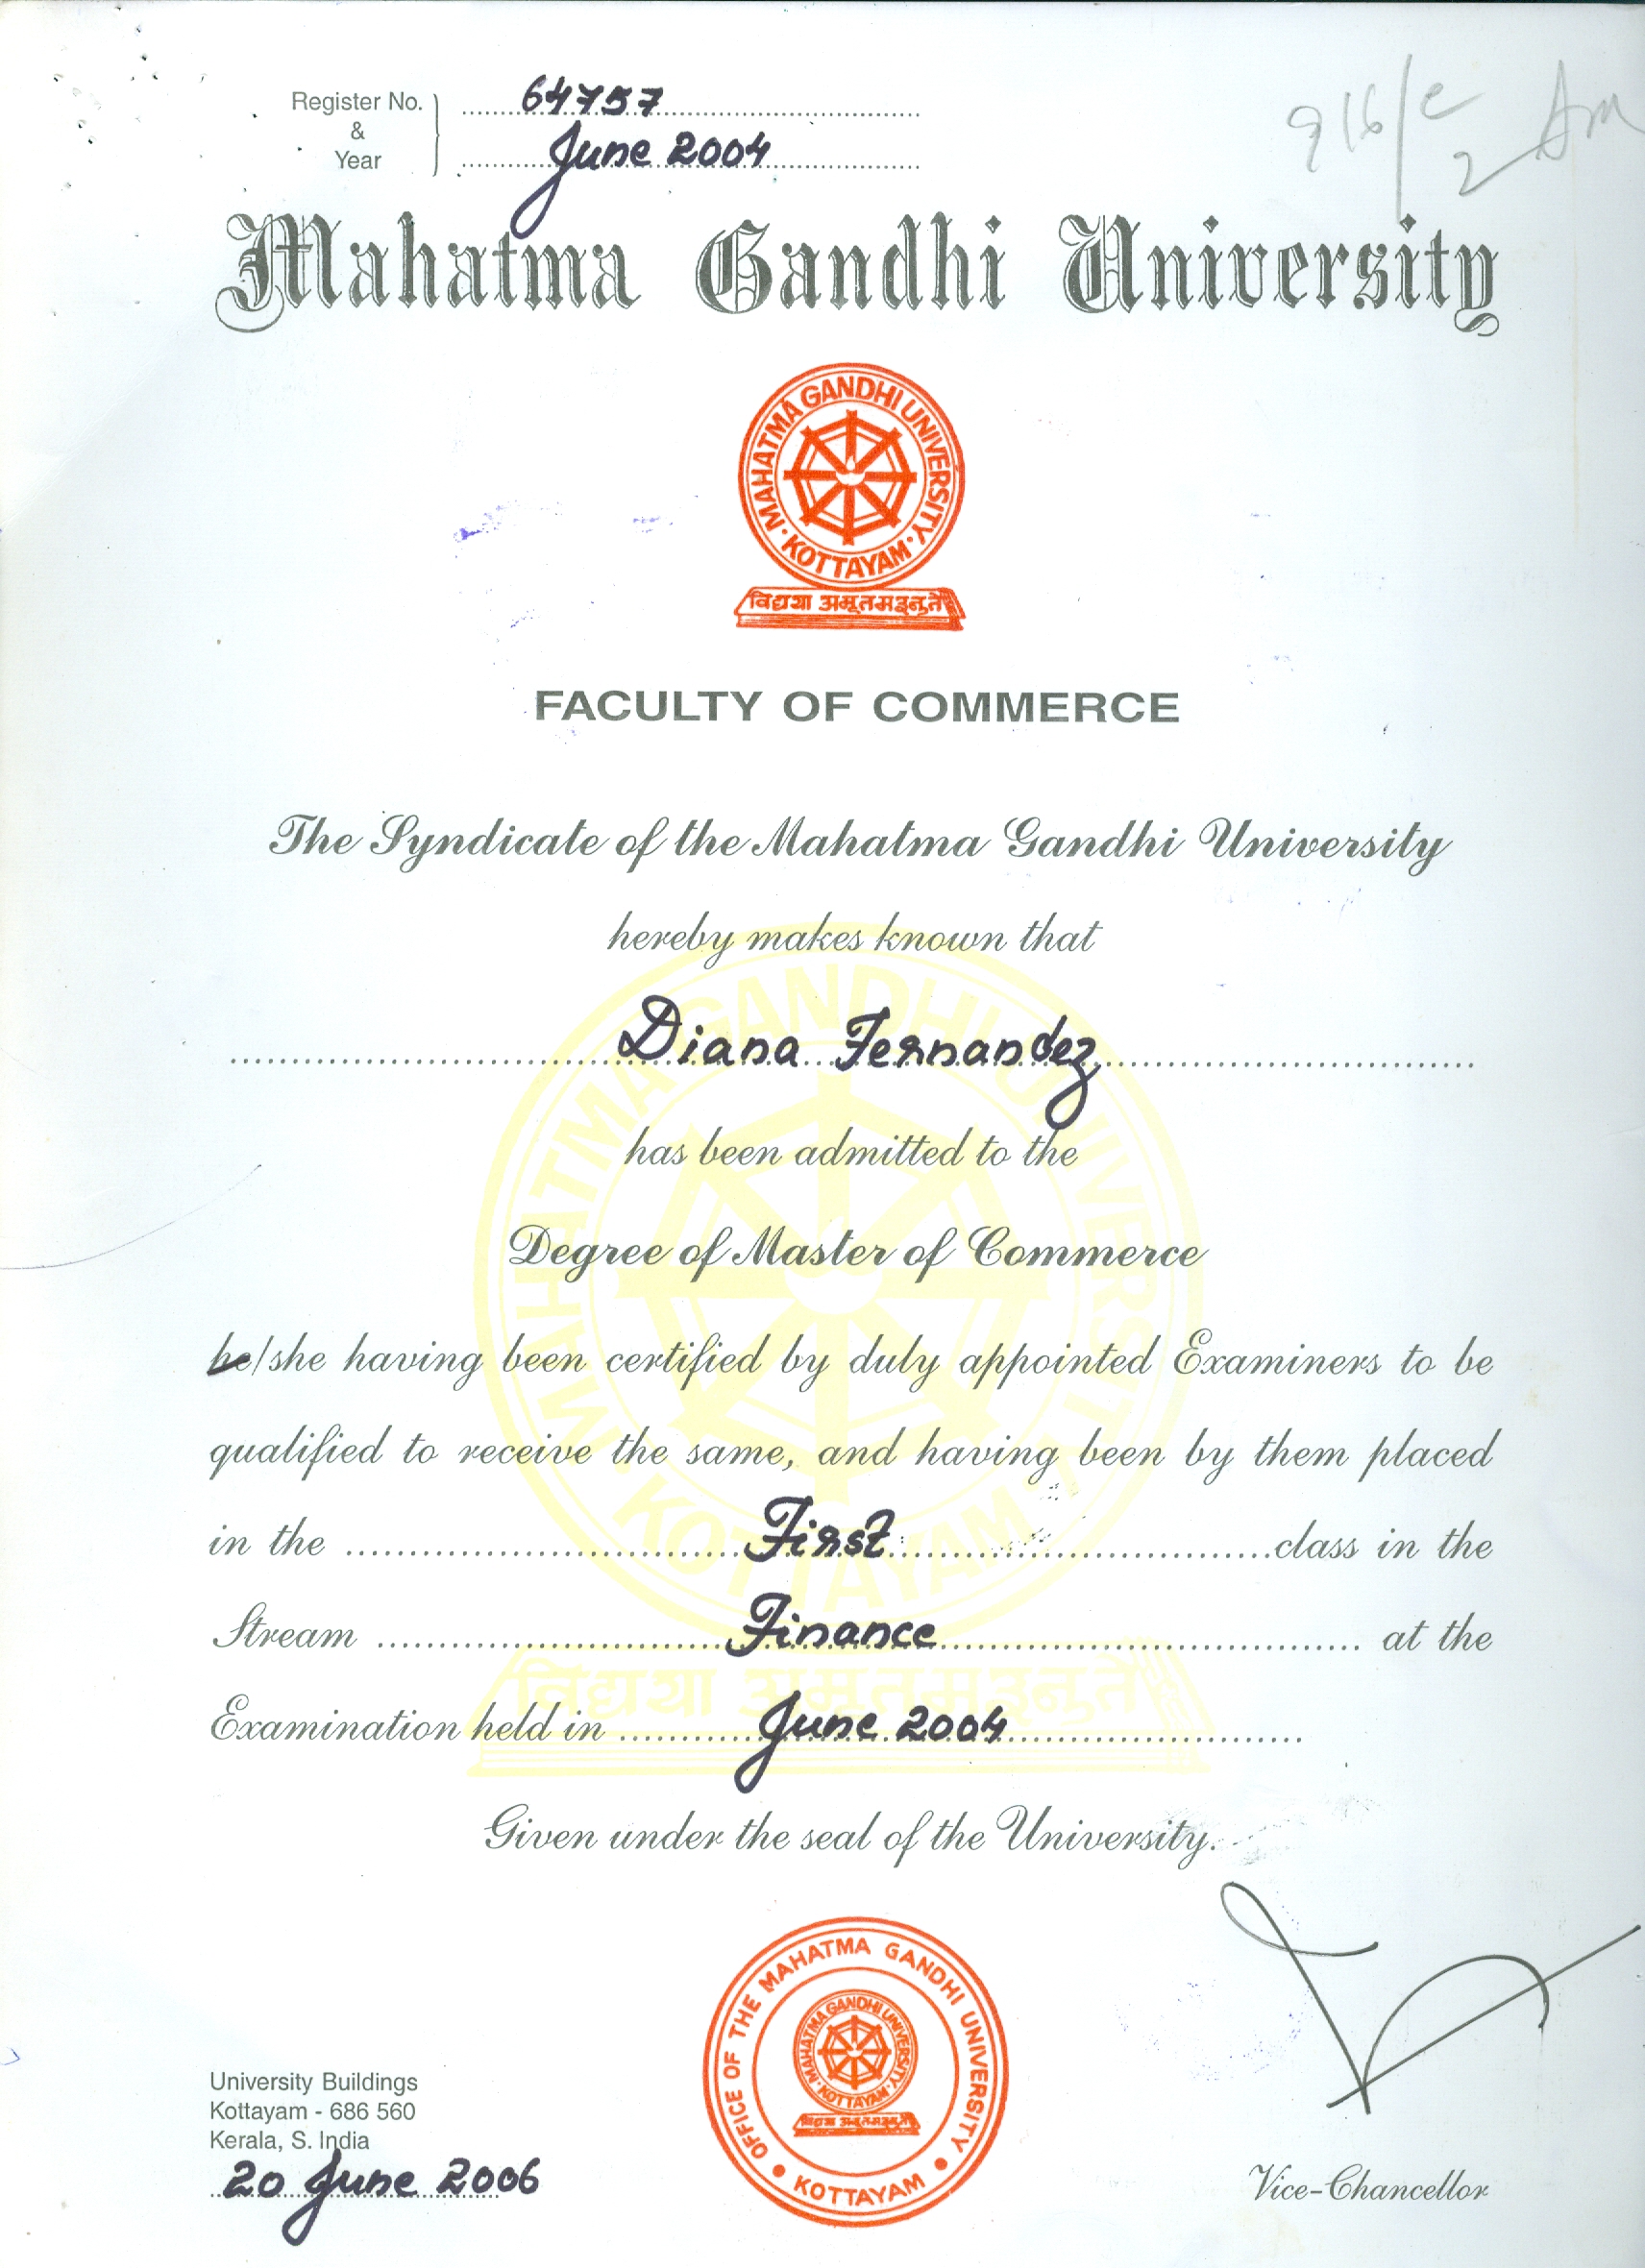 Register No. 64757
&
Year June 2004
Mahatma Gandhi University
MAHATMA GANDHI UNIVERSITY
KOTTAYAM
विद्यया अमृतमश्नुते
FACULTY OF COMMERCE
The Syndicate of the Mahatma Gandhi University
hereby makes known that
Diana Fernandez
has been admitted to the
Degree of Master of Commerce
he/she having been certified by duly appointed Examiners to be
qualified to receive the same, and having been by them placed
in the First class in the
Stream Finance at the
Examination held in June 2004
Given under the seal of the University.
OFFICE OF THE MAHATMA GANDHI UNIVERSITY
KOTTAYAM
MAHATMA GANDHI UNIVERSITY
KOTTAYAM
University Buildings
Kottayam - 686 560
Kerala, S. India
20 June 2006
Vice-Chancellor